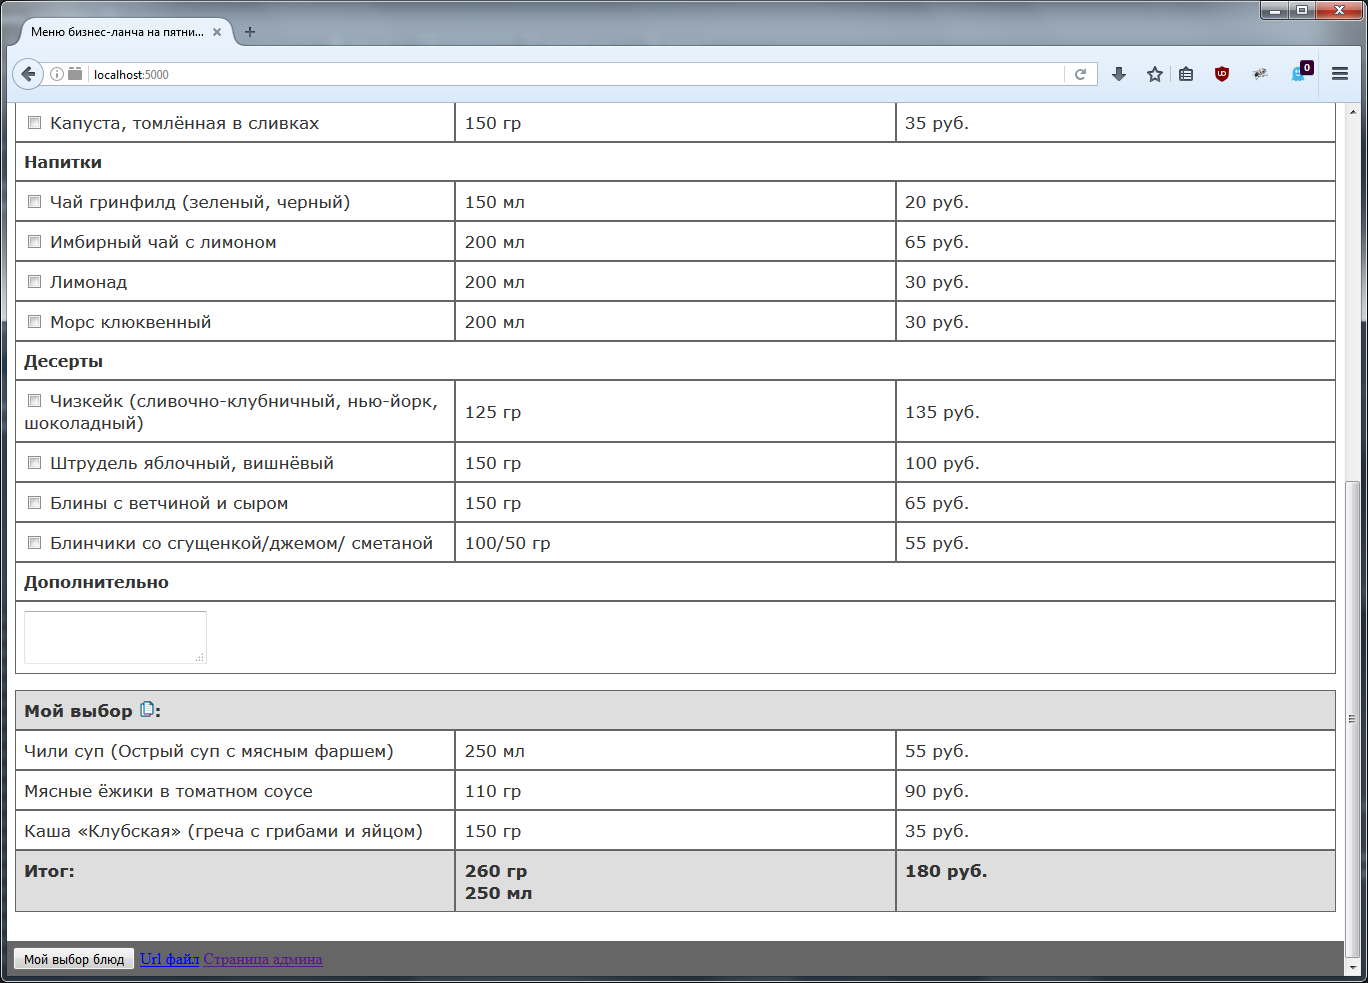 Меню бизнес-ланча на пятни...
localhost:5000
0
Капуста, томлённая в сливках 150 гр 35 руб.
Напитки
Чай гринфилд (зеленый, черный) 150 мл 20 руб.
Имбирный чай с лимоном 200 мл 65 руб.
Лимонад 200 мл 30 руб.
Морс клюквенный 200 мл 30 руб.
Десерты
Чизкейк (сливочно-клубничный, нью-йорк,
шоколадный) 125 гр 135 руб.
Штрудель яблочный, вишнёвый 150 гр 100 руб.
Блины с ветчиной и сыром 150 гр 65 руб.
Блинчики со сгущенкой/джемом/ сметаной 100/50 гр 55 руб.
Дополнительно
Мой выбор :
Чили суп (Острый суп с мясным фаршем) 250 мл 55 руб.
Мясные ёжики в томатном соусе 110 гр 90 руб.
Каша «Клубская» (греча с грибами и яйцом) 150 гр 35 руб.
Итог: 260 гр 180 руб.
250 мл
Мой выбор блюд Url файл Страница админа